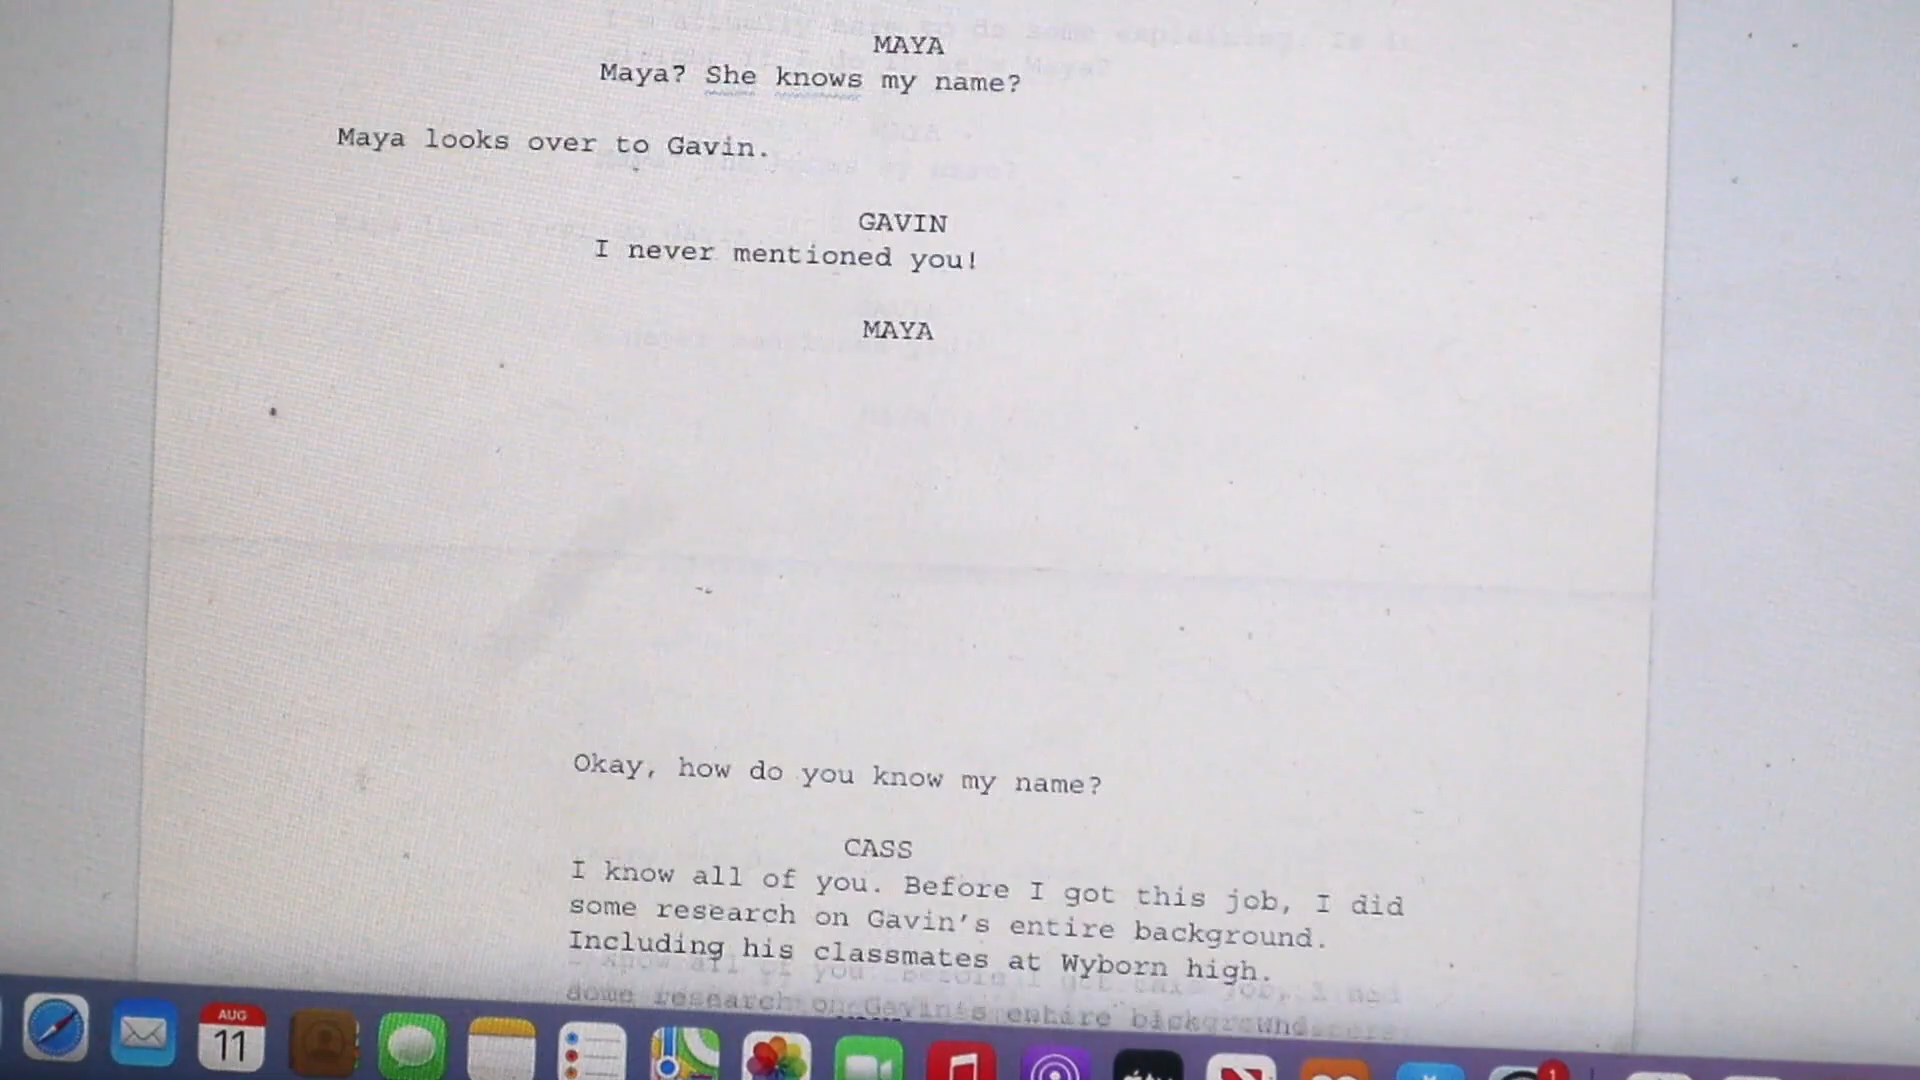 MAYA
Maya? She knows my name?
Maya looks over to Gavin.
GAVIN
I never mentioned you!
MAYA
Okay, how do you know my name?
CASS
I know all of you. Before I got this job, I did
some research on Gavin's entire background.
Including his classmates at Wyborn high.
AUG
11
1